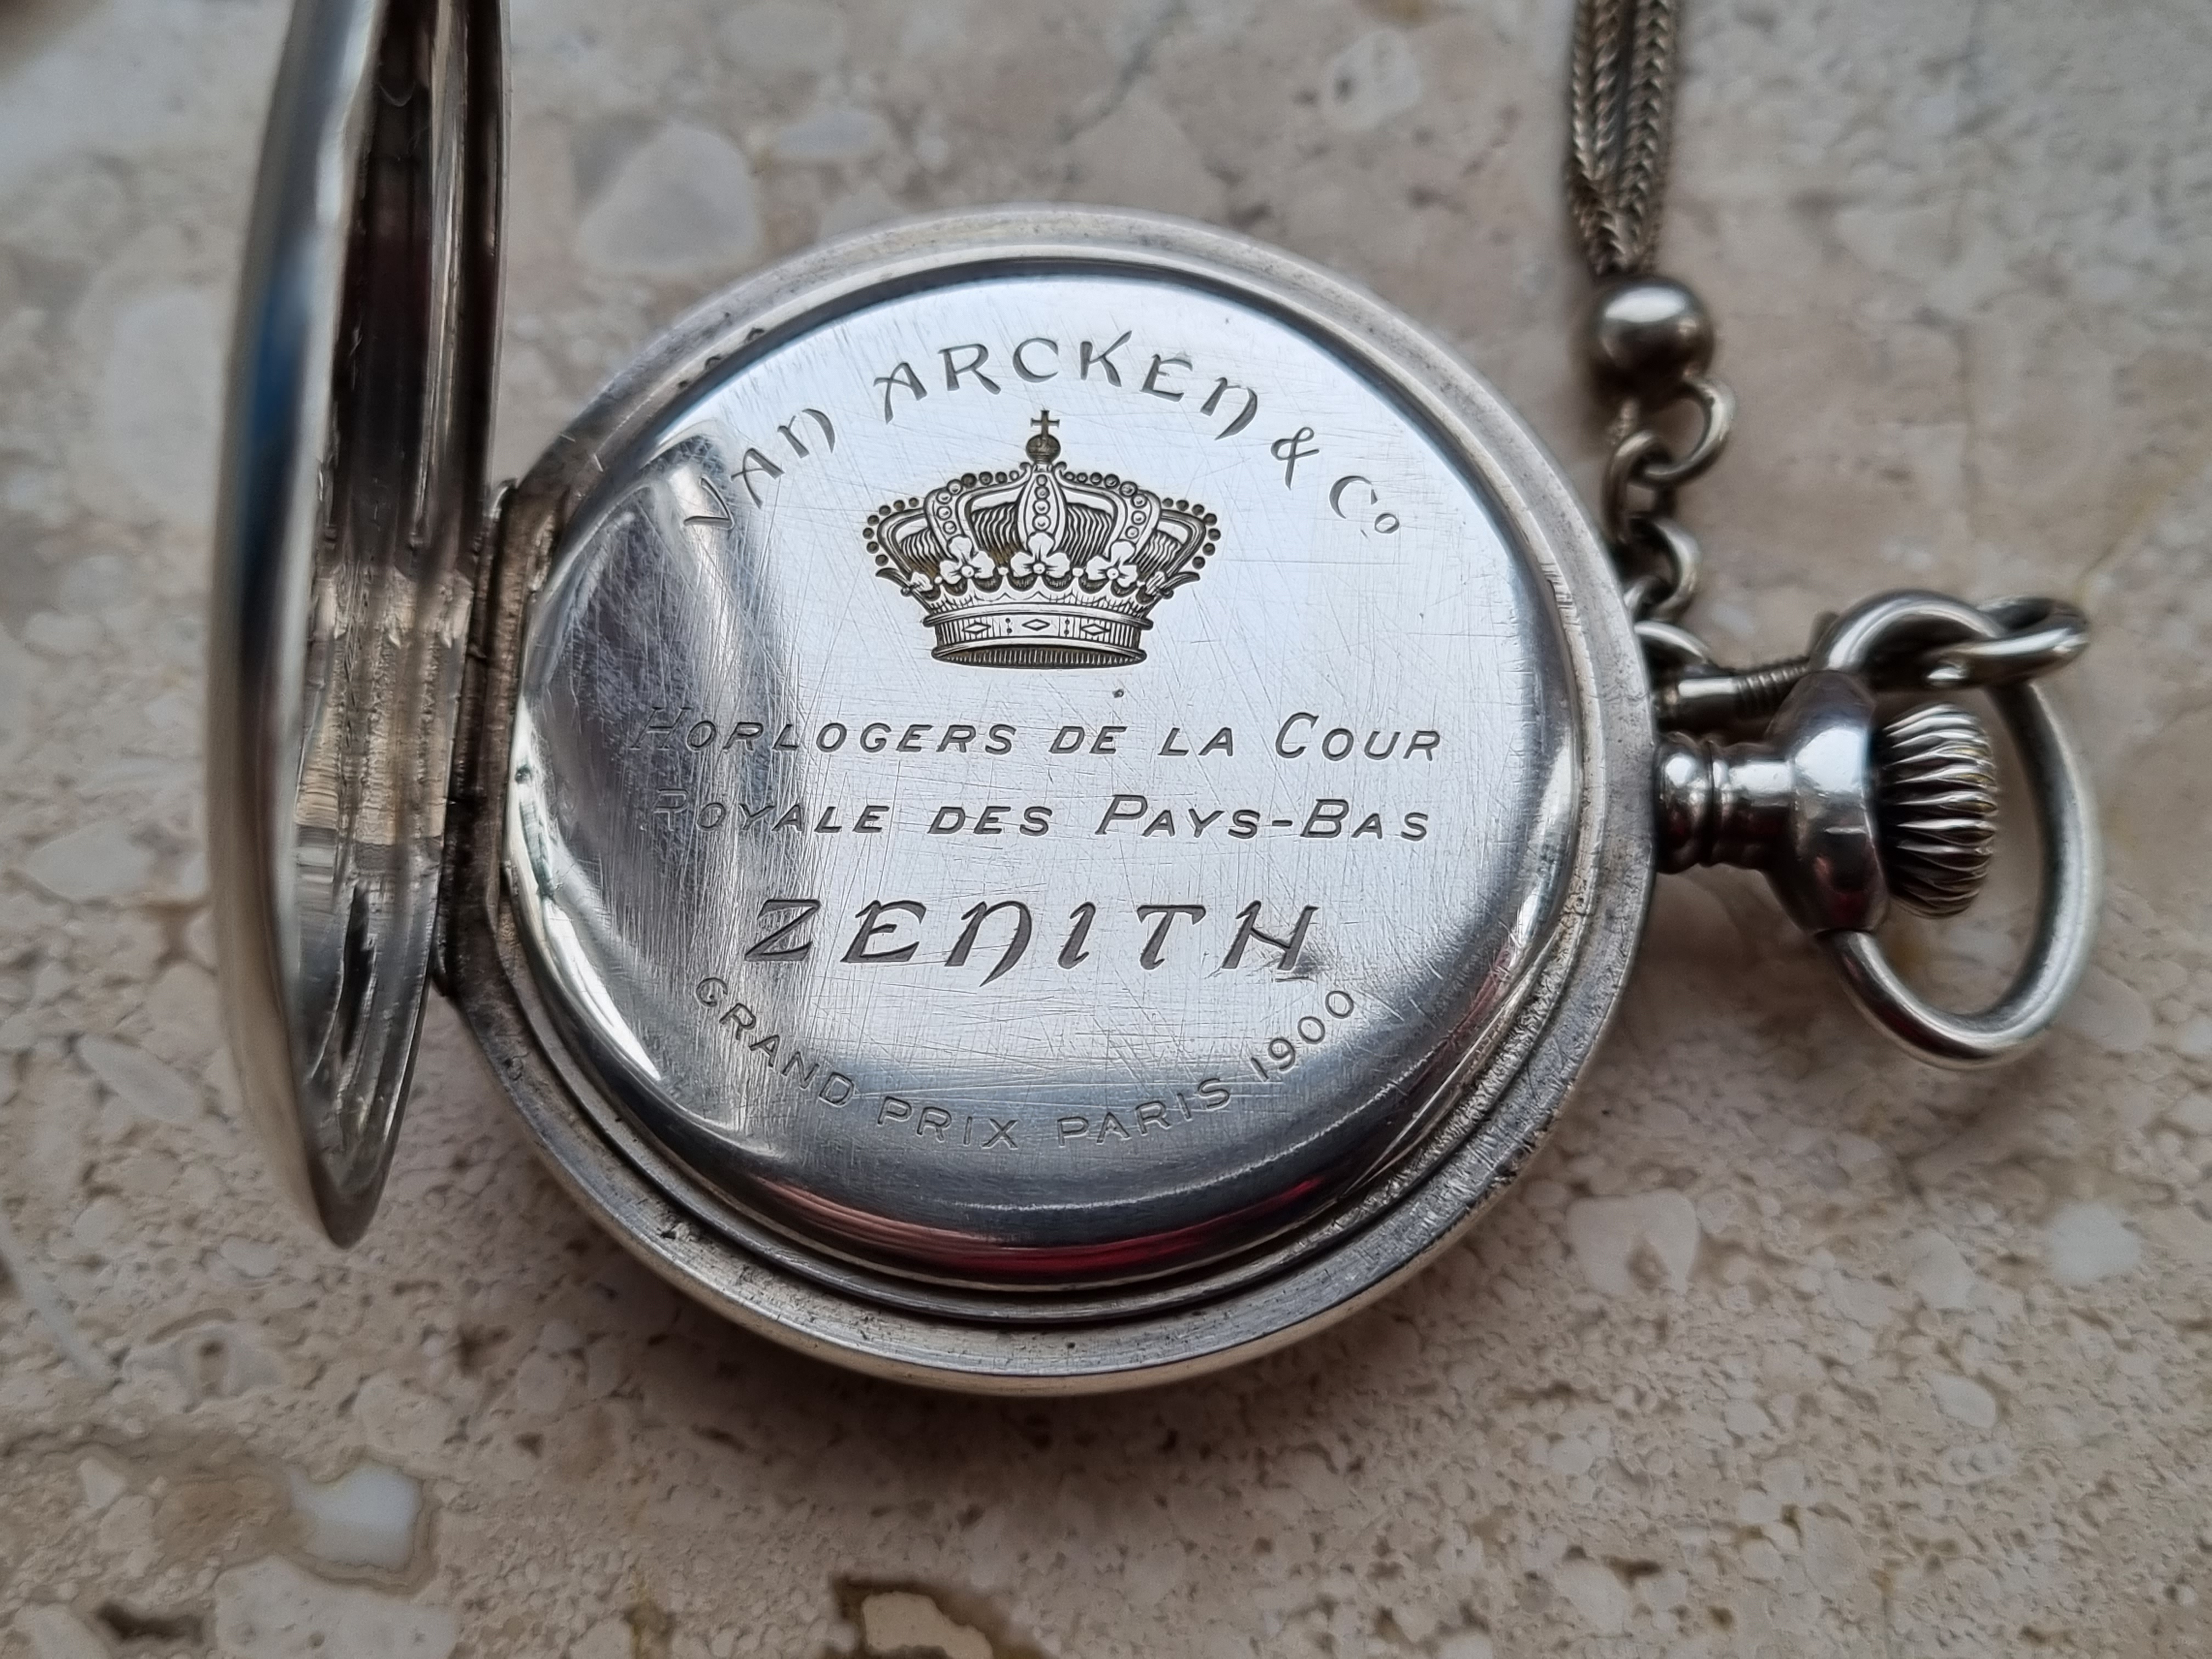 VAN ARCKEN & Co
HORLOGERS DE LA COUR
ROYALE DES PAYS-BAS
ZENITH
GRAND PRIX PARIS 1900